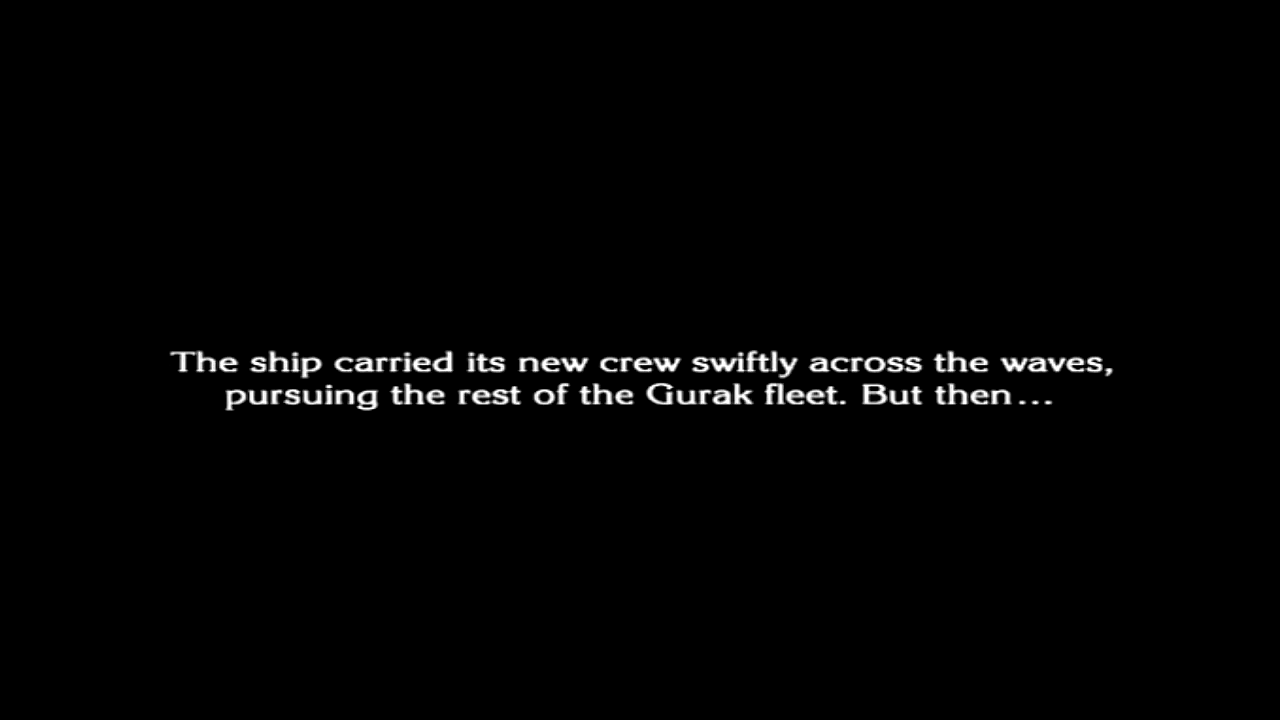 The ship carried its new crew swiftly across the waves,
pursuing the rest of the Gurak fleet. But then...